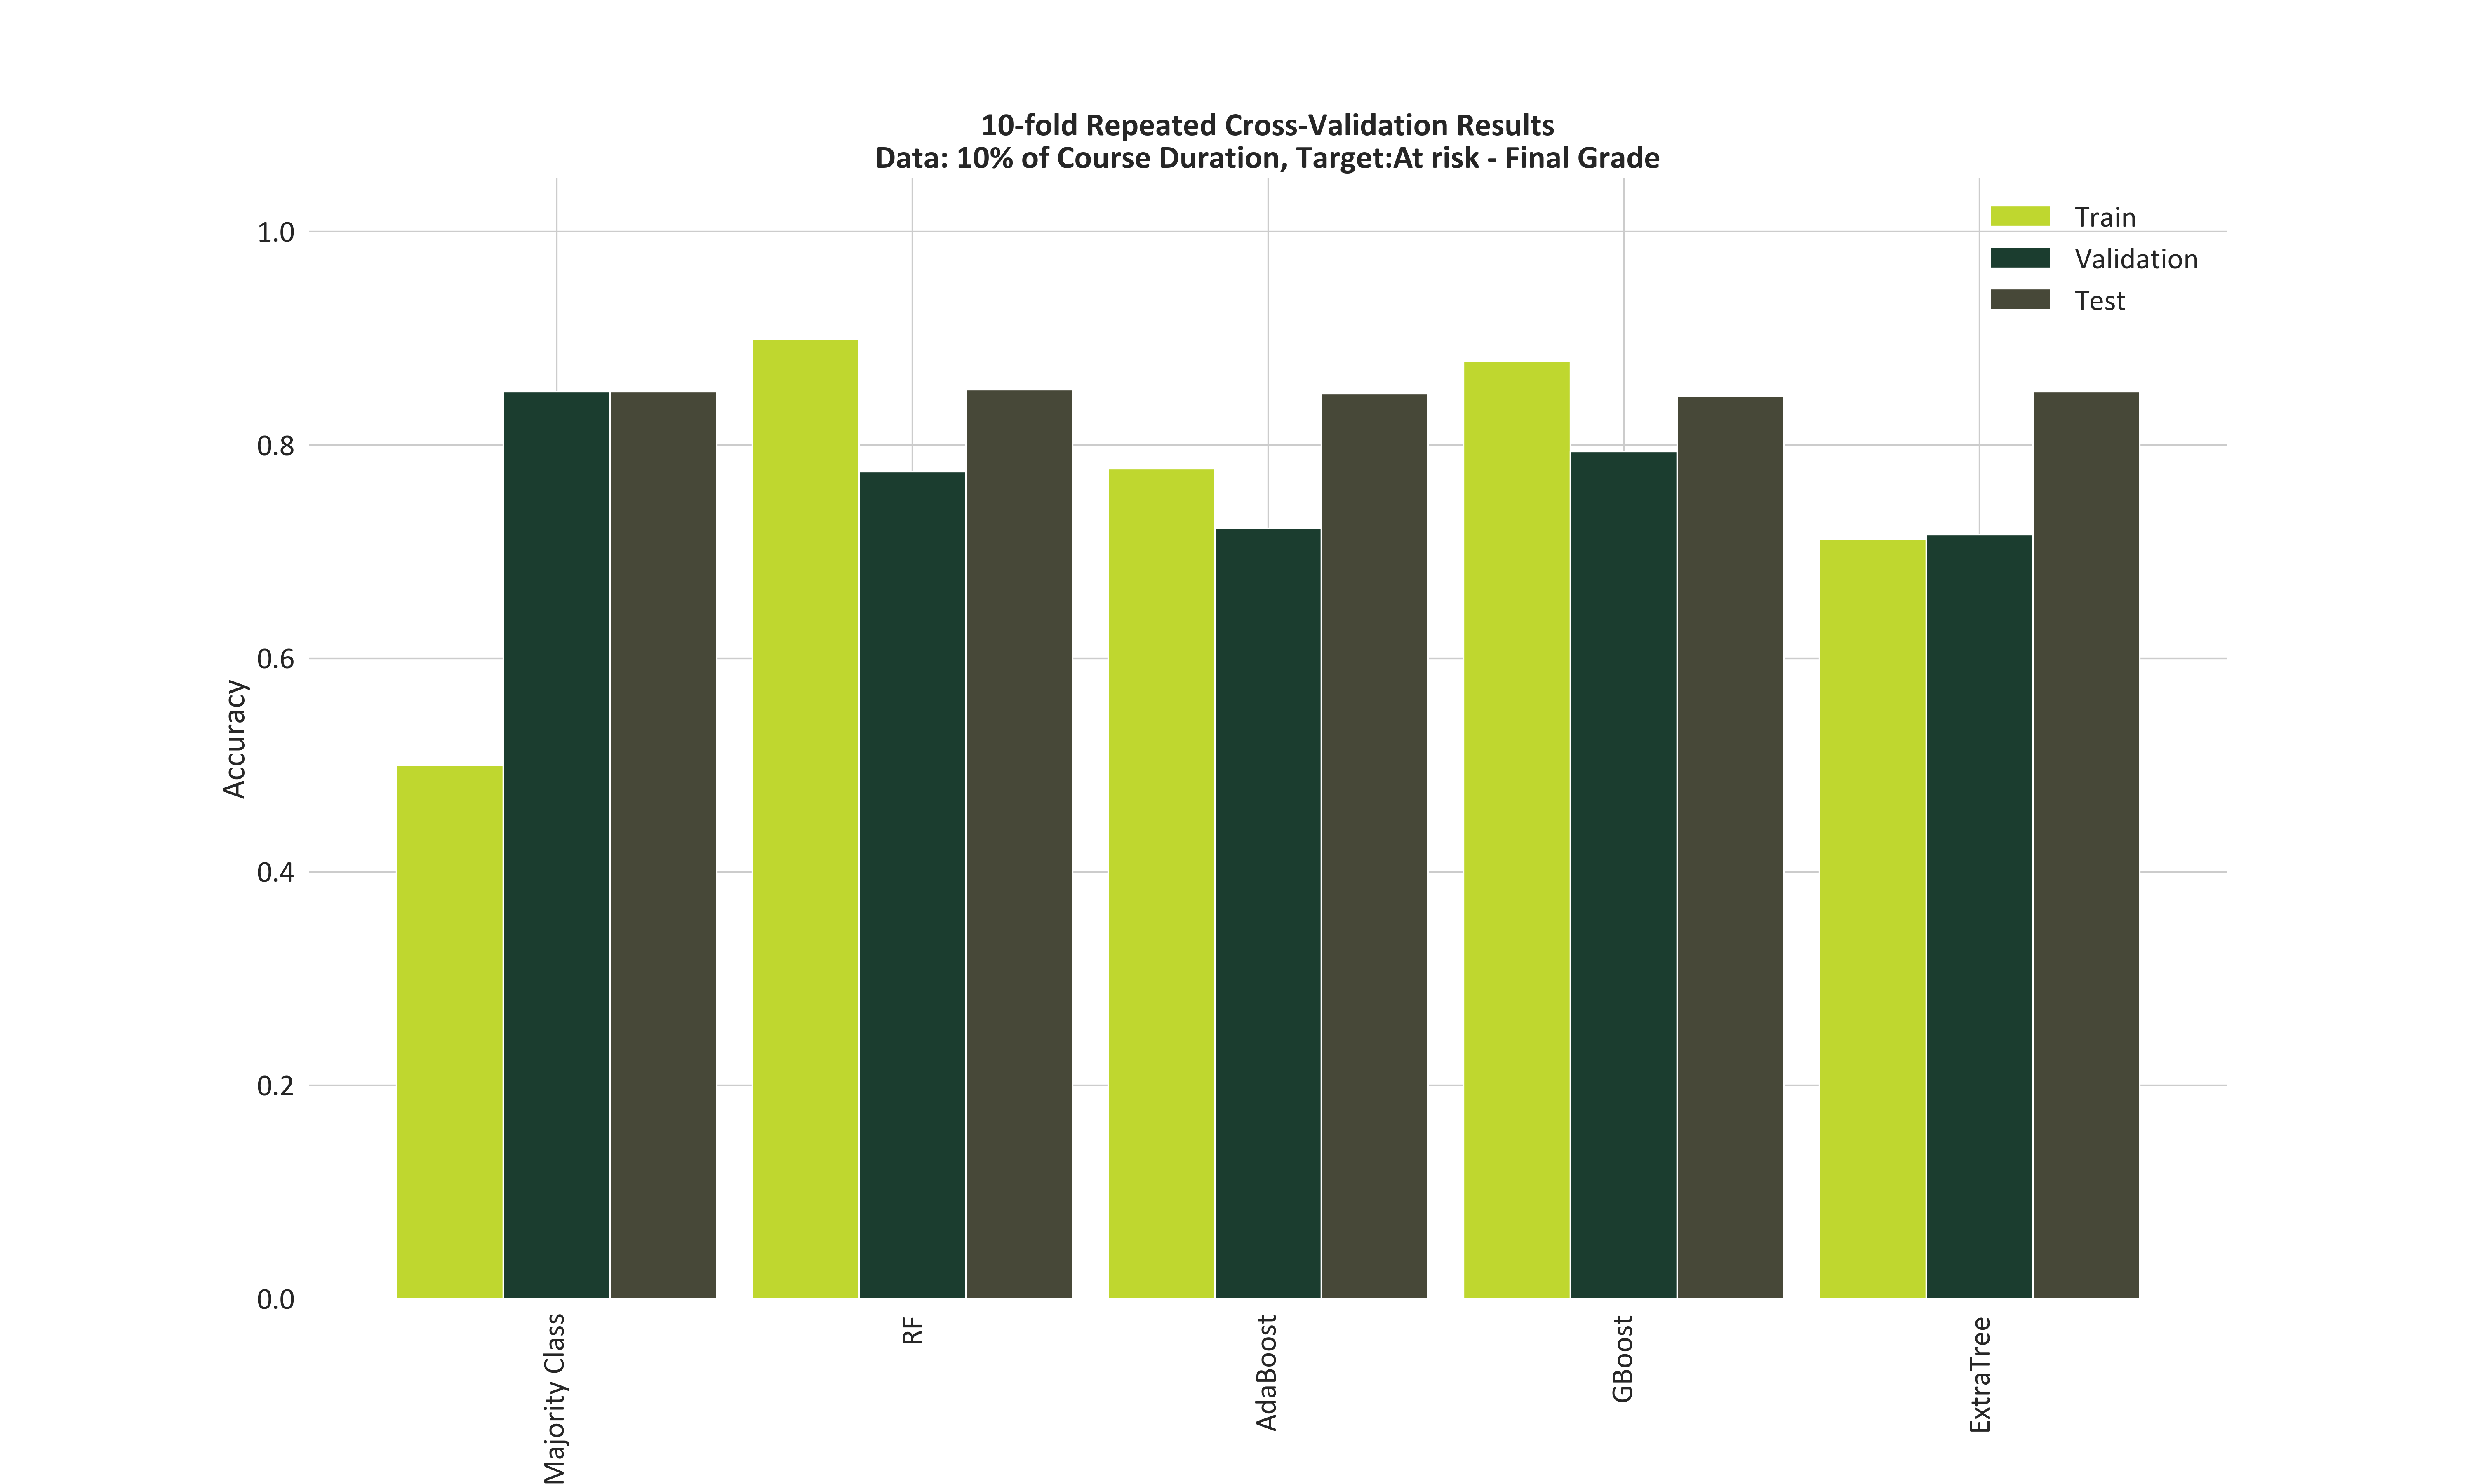 10-fold Repeated Cross-Validation Results
Data: 10% of Course Duration, Target:At risk - Final Grade
Train
Validation
Test
1.0
0.8
0.6
0.4
0.2
0.0
Accuracy
Majority Class
RF
AdaBoost
GBoost
ExtraTree